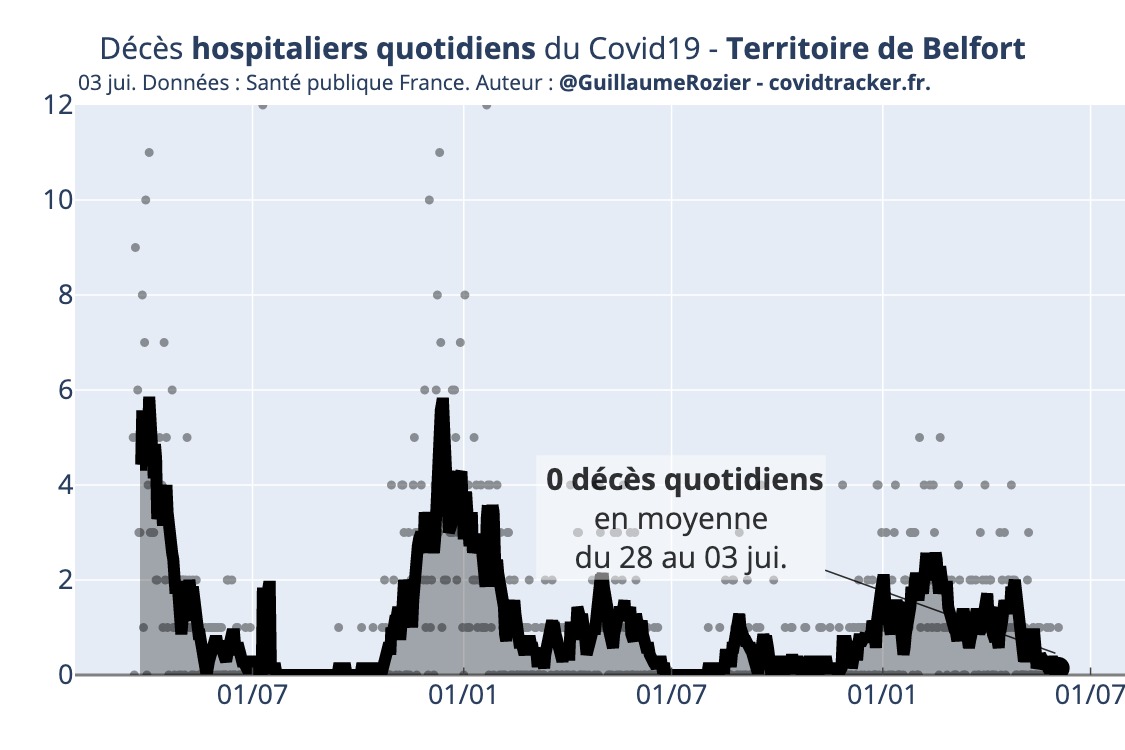 Décès hospitaliers quotidiens du Covid19 - Territoire de Belfort
03 jui. Données : Santé publique France. Auteur : @GuillaumeRozier - covidtracker.fr.
12
10
8
6
4
2
0
0 décès quotidiens
en moyenne
du 28 au 03 jui.
01/07 01/01 01/07 01/01 01/07